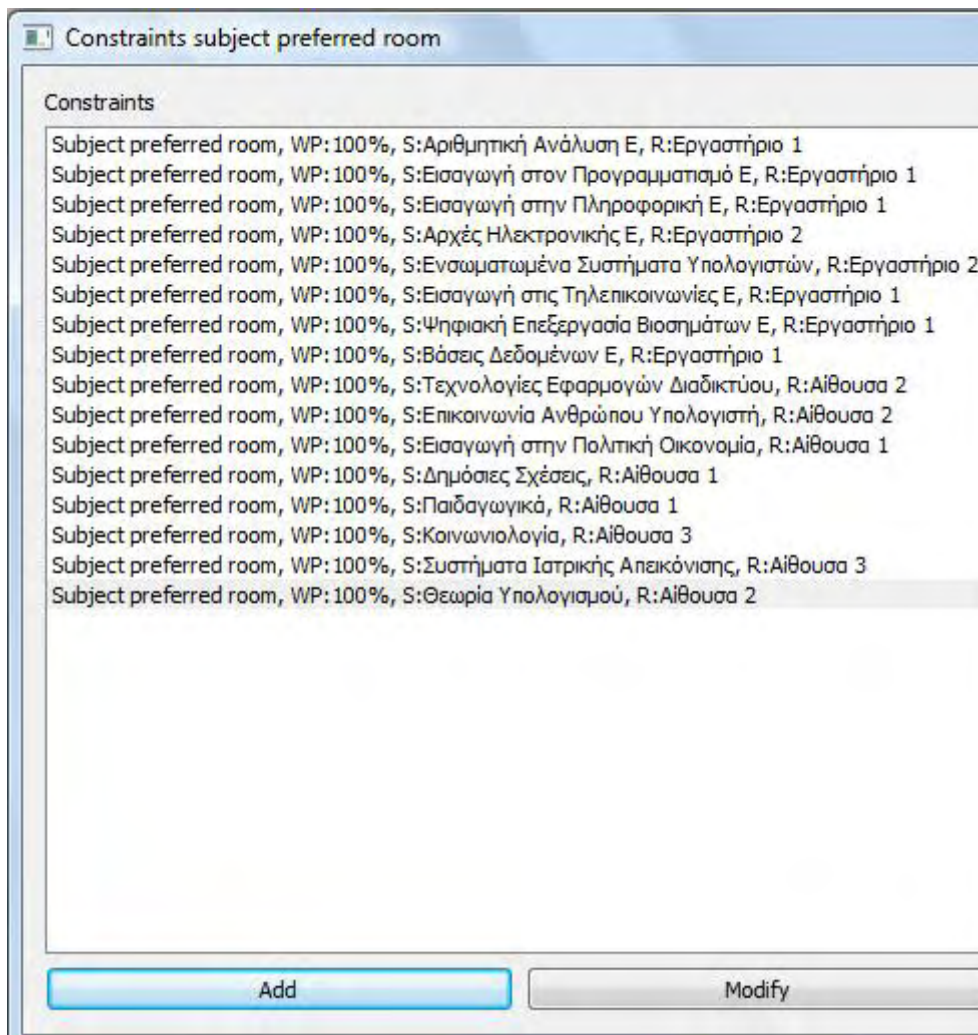 Constraints subject preferred room
Constraints
Subject preferred room, WP:100%, S:Αριθμητική Ανάλυση Ε, R:Εργαστήριο 1
Subject preferred room, WP:100%, S:Εισαγωγή στον Προγραμματισμό Ε, R:Εργαστήριο 1
Subject preferred room, WP:100%, S:Εισαγωγή στην Πληροφορική Ε, R:Εργαστήριο 1
Subject preferred room, WP:100%, S:Αρχές Ηλεκτρονικής Ε, R:Εργαστήριο 2
Subject preferred room, WP:100%, S:Ενσωματωμένα Συστήματα Υπολογιστών, R:Εργαστήριο 2
Subject preferred room, WP:100%, S:Εισαγωγή στις Τηλεπικοινωνίες Ε, R:Εργαστήριο 1
Subject preferred room, WP:100%, S:Ψηφιακή Επεξεργασία Βιοσημάτων Ε, R:Εργαστήριο 1
Subject preferred room, WP:100%, S:Βάσεις Δεδομένων Ε, R:Εργαστήριο 1
Subject preferred room, WP:100%, S:Τεχνολογίες Εφαρμογών Διαδικτύου, R:Αίθουσα 2
Subject preferred room, WP:100%, S:Επικοινωνία Ανθρώπου Υπολογιστή, R:Αίθουσα 2
Subject preferred room, WP:100%, S:Εισαγωγή στην Πολιτική Οικονομία, R:Αίθουσα 1
Subject preferred room, WP:100%, S:Δημόσιες Σχέσεις, R:Αίθουσα 1
Subject preferred room, WP:100%, S:Παιδαγωγικά, R:Αίθουσα 1
Subject preferred room, WP:100%, S:Κοινωνιολογία, R:Αίθουσα 3
Subject preferred room, WP:100%, S:Συστήματα Ιατρικής Απεικόνισης, R:Αίθουσα 3
Subject preferred room, WP:100%, S:Θεωρία Υπολογισμού, R:Αίθουσα 2
Add
Modify